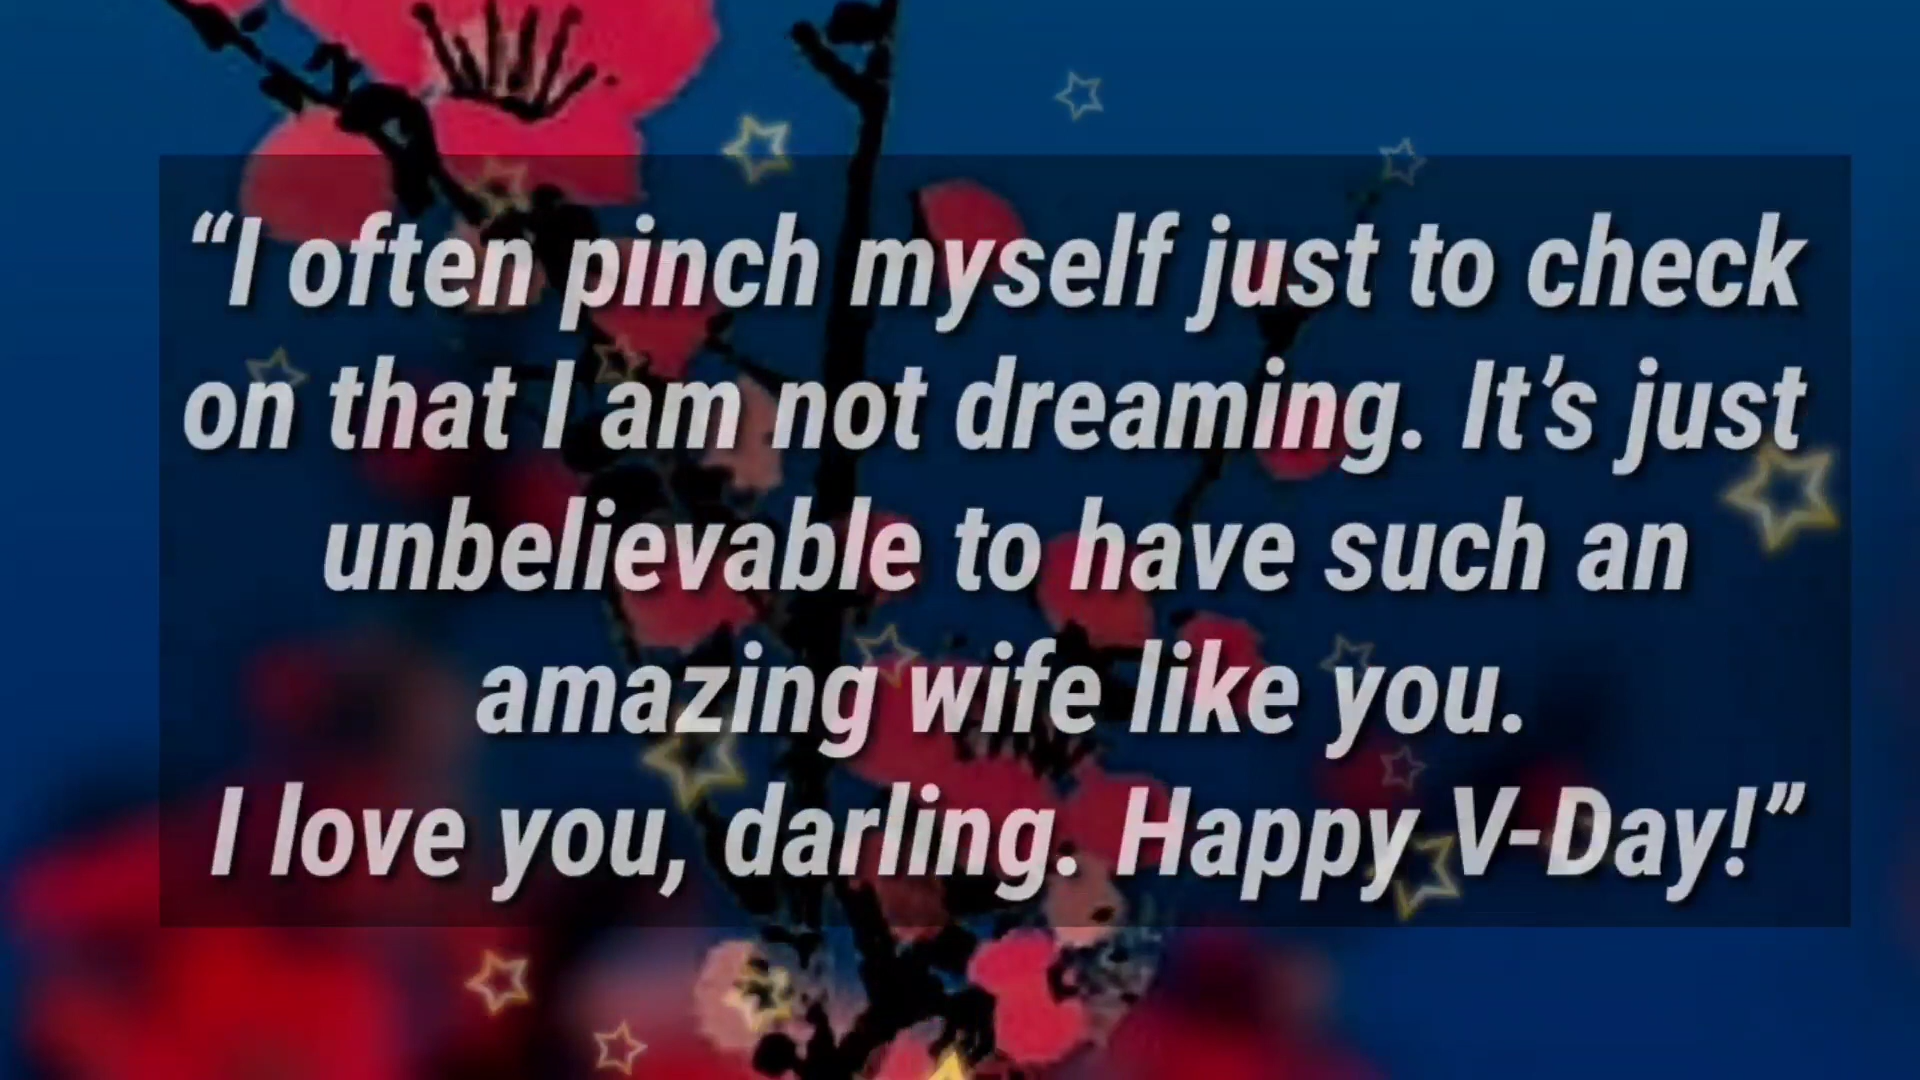 “I often pinch myself just to check
on that I am not dreaming. It’s just
unbelievable to have such an
amazing wife like you.
I love you, darling. Happy V-Day!”